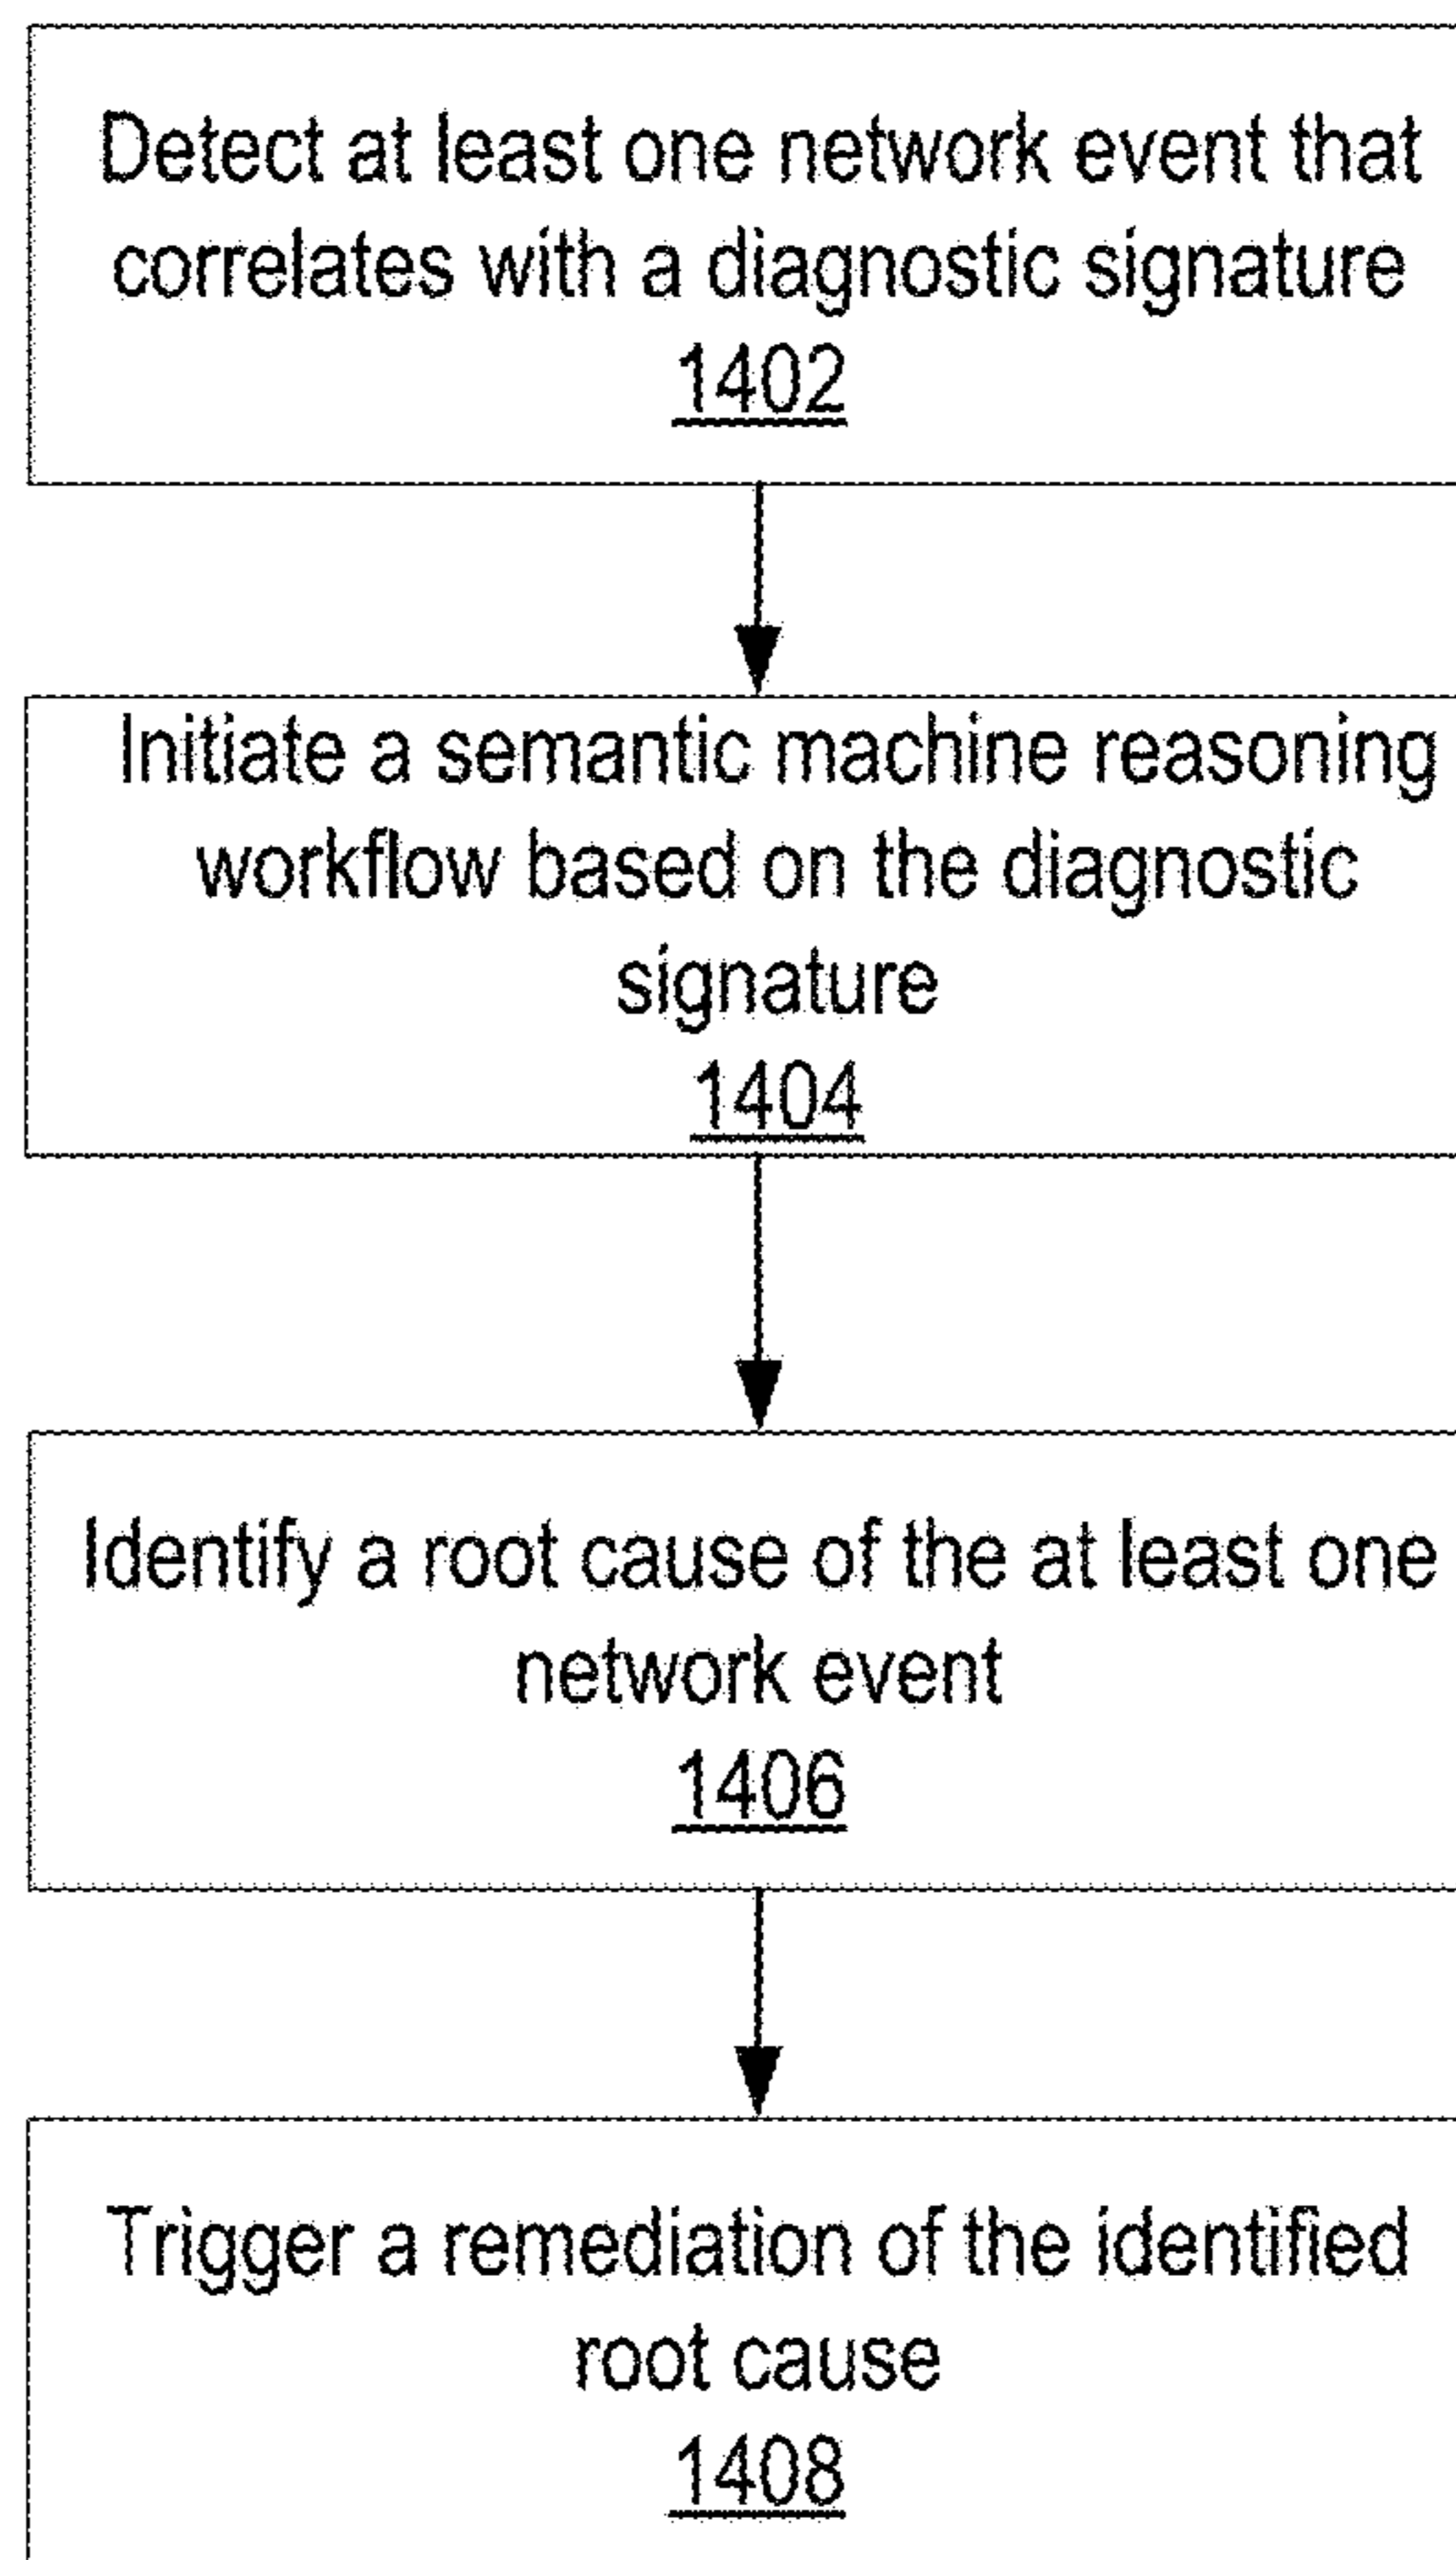 Detect at least one network event that
correlates with a diagnostic signature
1402
Initiate a semantic machine reasoning
workflow based on the diagnostic
signature
1404
Identify a root cause of the at least one
network event
1406
Trigger a remediation of the identified
root cause
1408